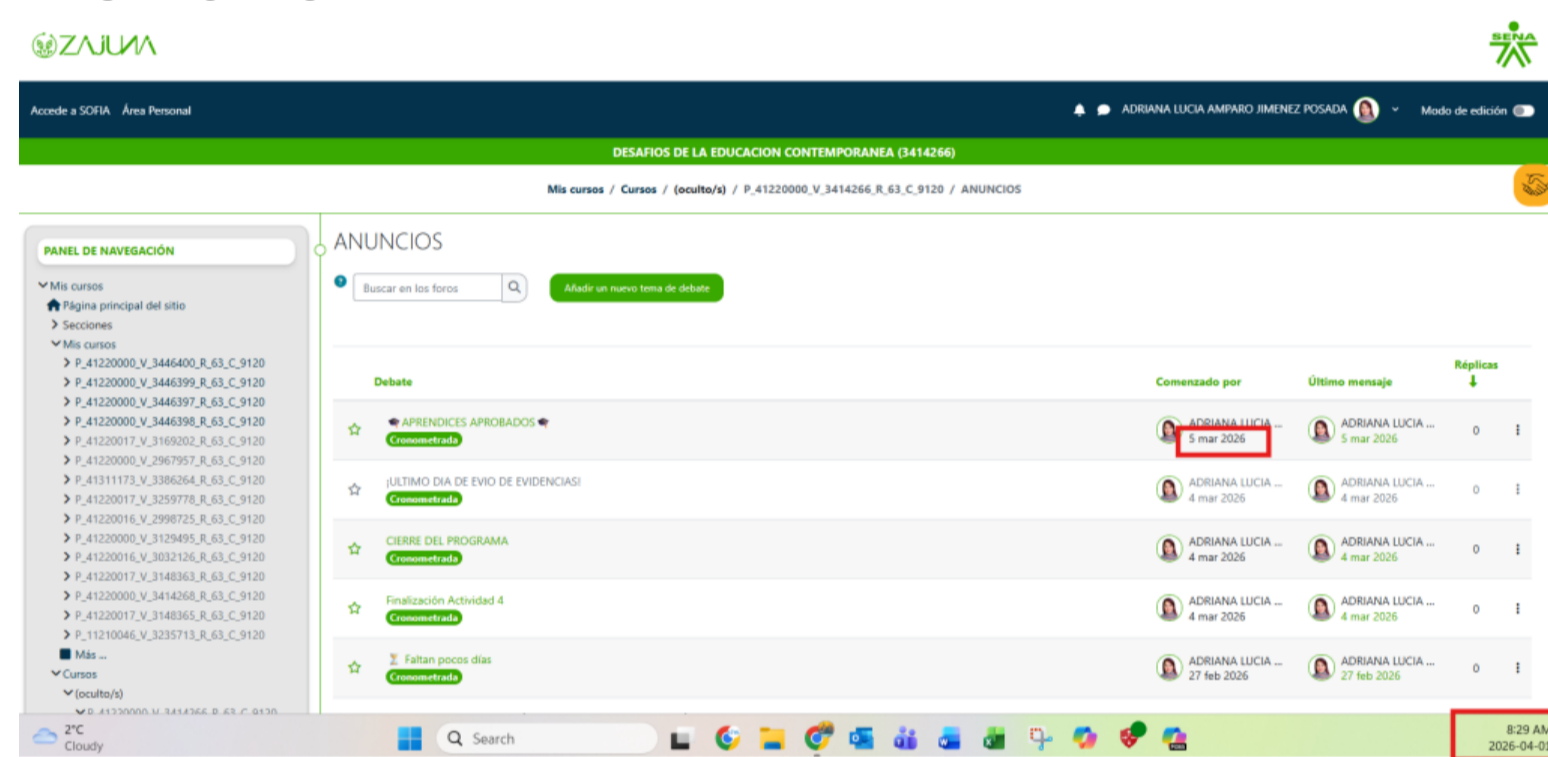 ZAJUNA
SENA
Accede a SOFIA Área Personal
ADRIANA LUCIA AMPARO JIMENEZ POSADA
Modo de edición
DESAFIOS DE LA EDUCACION CONTEMPORANEA (3414266)
Mis cursos / Cursos / (oculto/s) / P_41220000_V_3414266_R_63_C_9120 / ANUNCIOS
PANEL DE NAVEGACIÓN
Mis cursos
Página principal del sitio
Secciones
Mis cursos
P_41220000_V_3446400_R_63_C_9120
P_41220000_V_3446399_R_63_C_9120
P_41220000_V_3446397_R_63_C_9120
P_41220000_V_3446398_R_63_C_9120
P_41220017_V_3169202_R_63_C_9120
P_41220000_V_2967957_R_63_C_9120
P_41311173_V_3386264_R_63_C_9120
P_41220017_V_3259778_R_63_C_9120
P_41220016_V_2998725_R_63_C_9120
P_41220000_V_3129495_R_63_C_9120
P_41220016_V_3032126_R_63_C_9120
P_41220017_V_3148363_R_63_C_9120
P_41220000_V_3414268_R_63_C_9120
P_41220017_V_3148365_R_63_C_9120
P_11210046_V_3235713_R_63_C_9120
Más ...
Cursos
(oculto/s)
P_41220000_V_3414266_R_63_C_9120
ANUNCIOS
Buscar en los foros
Añadir un nuevo tema de debate
Debate Comenzado por Último mensaje Réplicas
APRENDICES APROBADOS ADRIANA LUCIA ... ADRIANA LUCIA ...
Cronometrada 5 mar 2026 5 mar 2026 0
¡ULTIMO DIA DE EVIO DE EVIDENCIAS! ADRIANA LUCIA ... ADRIANA LUCIA ...
Cronometrada 4 mar 2026 4 mar 2026 0
CIERRE DEL PROGRAMA ADRIANA LUCIA ... ADRIANA LUCIA ...
Cronometrada 4 mar 2026 4 mar 2026 0
Finalización Actividad 4 ADRIANA LUCIA ... ADRIANA LUCIA ...
Cronometrada 4 mar 2026 4 mar 2026 0
Faltan pocos días ADRIANA LUCIA ... ADRIANA LUCIA ...
Cronometrada 27 feb 2026 27 feb 2026 0
2°C
Cloudy
Search
8:29 AM